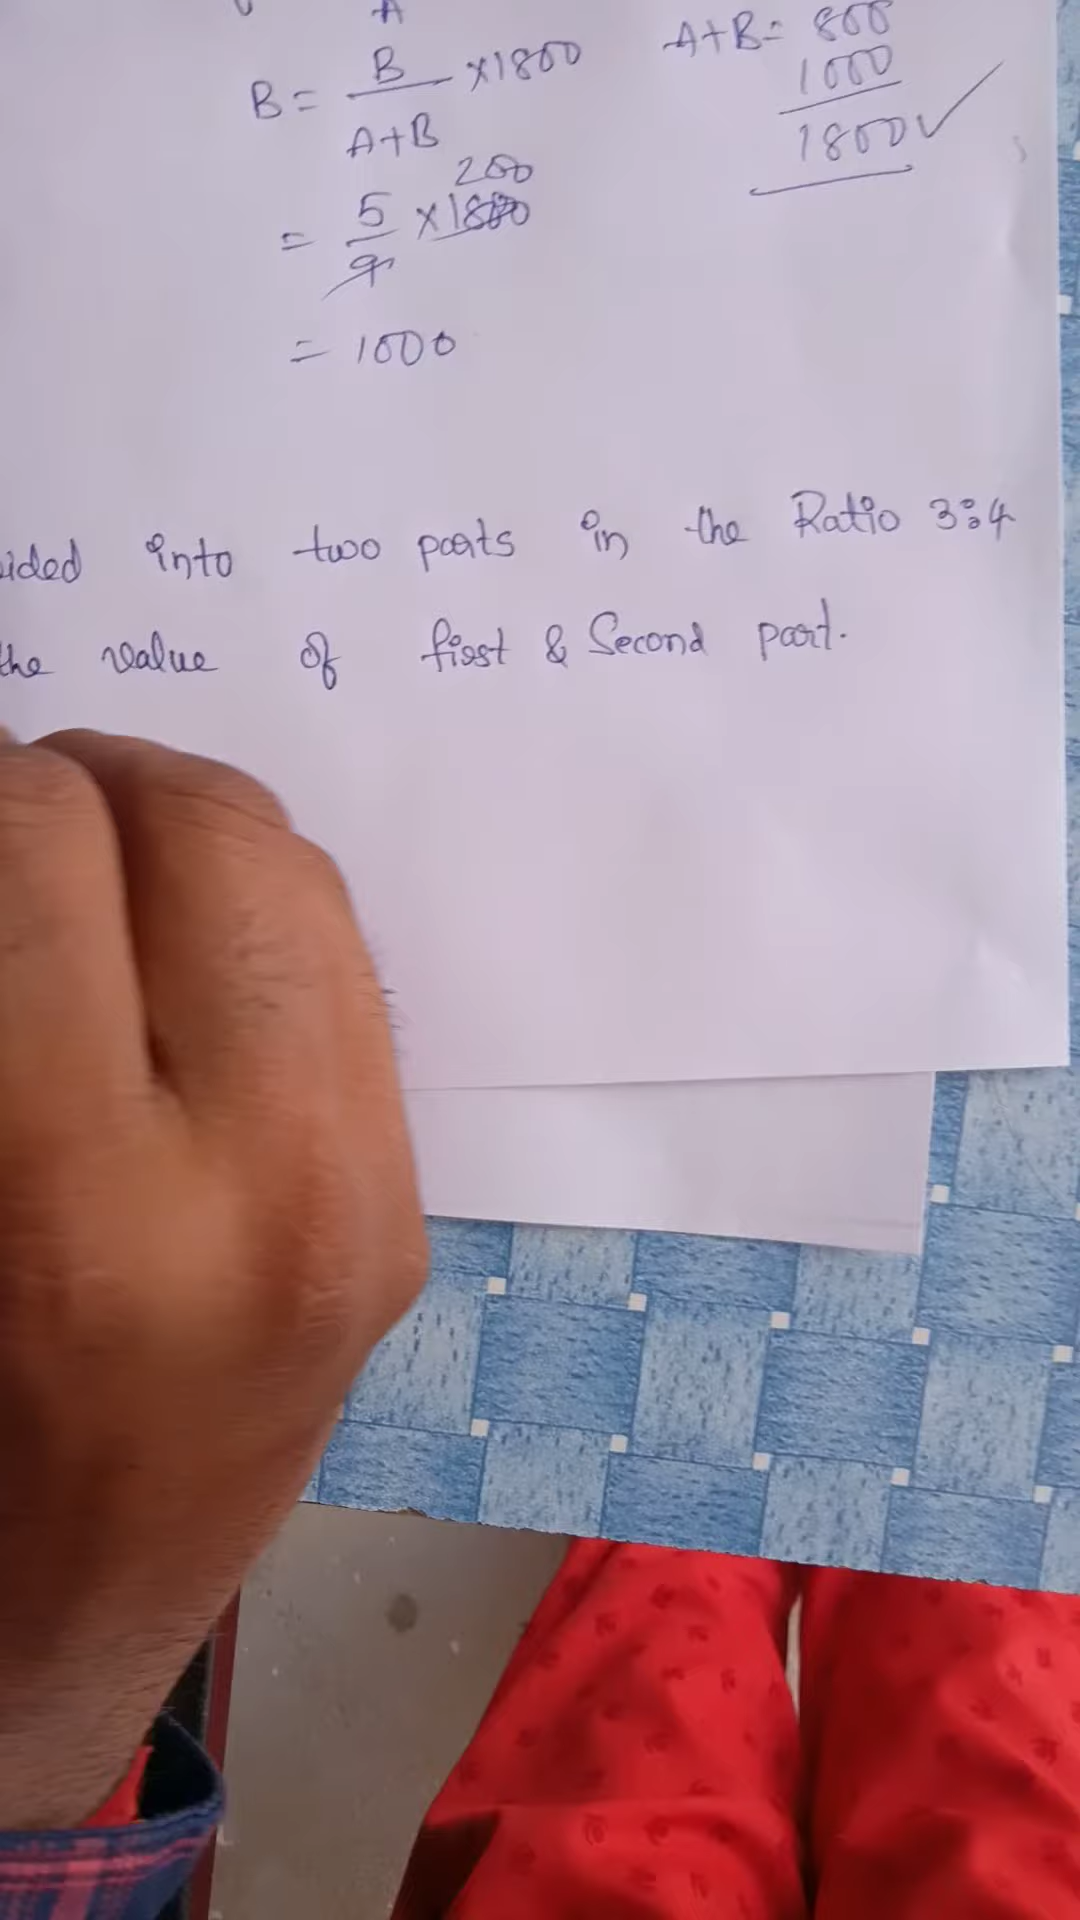 A
B = B/A+B ×1800
A+B= 800
1000
1800✓
200
= 5/9 ×1800
= 1000
ided into two parts in the Ratio 3:4
the value of first & Second part.